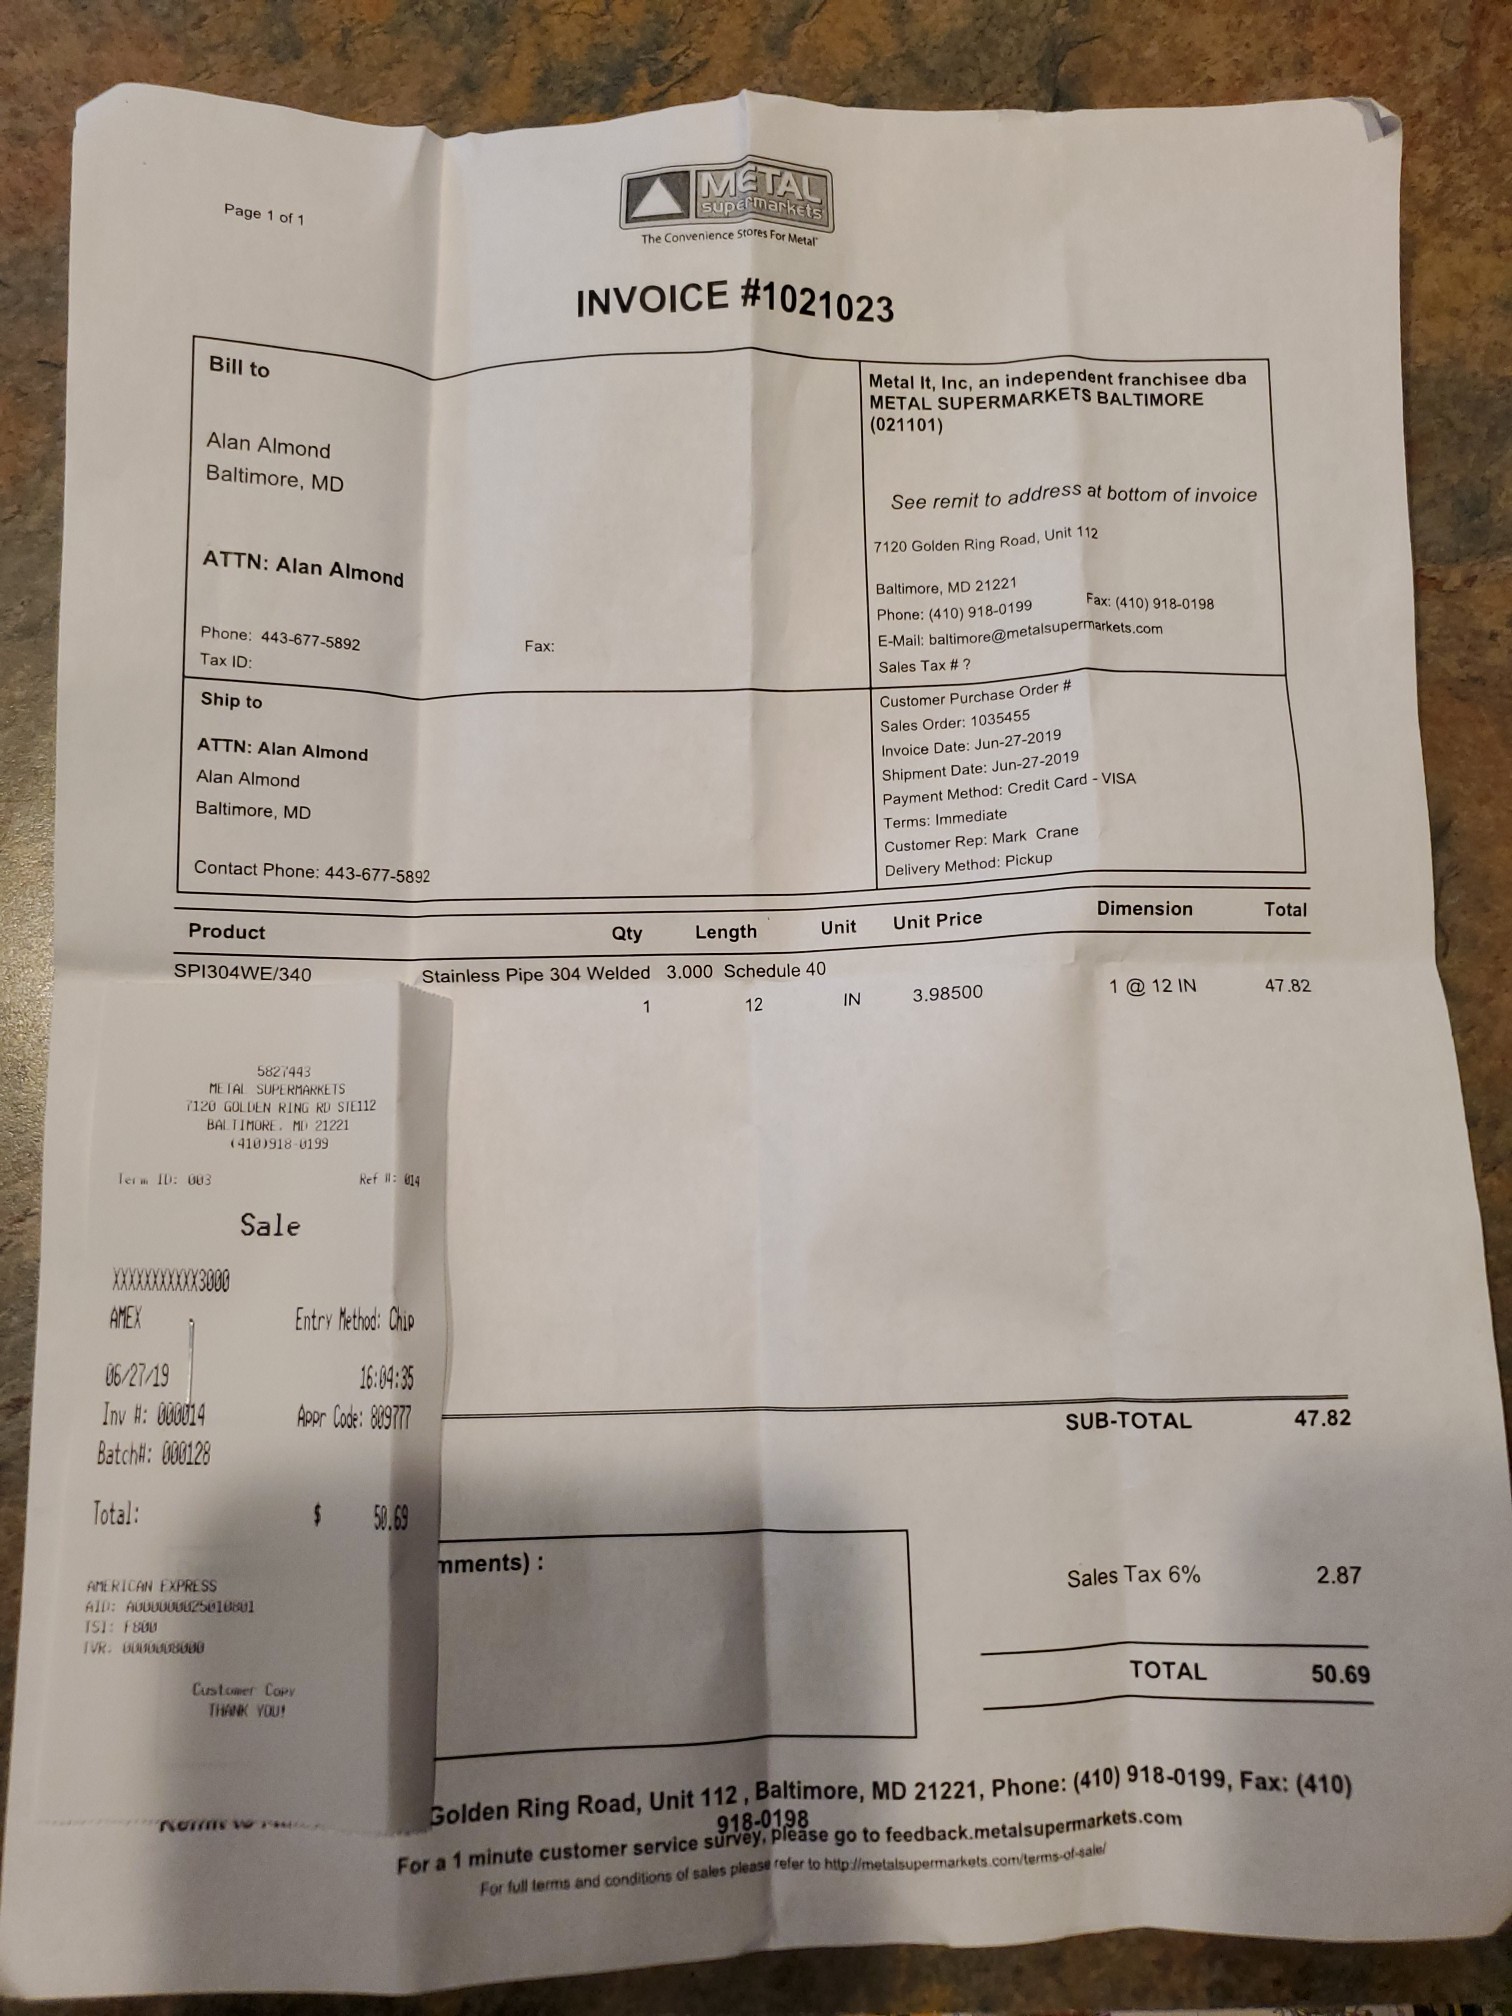 Page 1 of 1
METAL
supermarkets
The Convenience Stores For Metal
INVOICE #1021023
Bill to
Alan Almond
Baltimore, MD
ATTN: Alan Almond
Phone: 443-677-5892 Fax:
Tax ID:
Metal It, Inc, an independent franchisee dba
METAL SUPERMARKETS BALTIMORE
(021101)
See remit to address at bottom of invoice
7120 Golden Ring Road, Unit 112
Baltimore, MD 21221
Phone: (410) 918-0199 Fax: (410) 918-0198
E-Mail: baltimore@metalsupermarkets.com
Sales Tax # ?
Ship to
ATTN: Alan Almond
Alan Almond
Baltimore, MD
Contact Phone: 443-677-5892
Customer Purchase Order #
Sales Order: 1035455
Invoice Date: Jun-27-2019
Shipment Date: Jun-27-2019
Payment Method: Credit Card - VISA
Terms: Immediate
Customer Rep: Mark Crane
Delivery Method: Pickup
Product Qty Length Unit Unit Price Dimension Total
SPI304WE/340 Stainless Pipe 304 Welded 3.000 Schedule 40
1 12 IN 3.98500 1 @ 12 IN 47.82
5827443
METAL SUPERMARKETS
7120 GOLDEN RING RD STE112
BALTIMORE, MD 21221
(410)918-0199
Term ID: 003 Ref #: 014
Sale
XXXXXXXXXXX3000
AMEX Entry Method: Chip
06/27/19 16:04:35
Inv #: 000014 Appr Code: 809777
Batch#: 000128
Total: $ 50.69
AMERICAN EXPRESS
AID: A000000025010801
TSI: F800
TVR: 0000008000
Customer Copy
THANK YOU!
SUB-TOTAL 47.82
mments) :
Sales Tax 6% 2.87
TOTAL 50.69
Golden Ring Road, Unit 112 , Baltimore, MD 21221, Phone: (410) 918-0199, Fax: (410)
918-0198
For a 1 minute customer service survey, please go to feedback.metalsupermarkets.com
For full terms and conditions of sales please refer to http://metalsupermarkets.com/terms-of-sale/